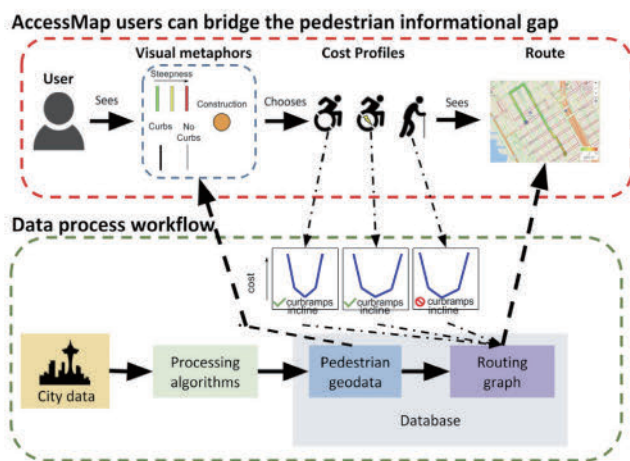 AccessMap users can bridge the pedestrian informational gap
Visual metaphors
Cost Profiles
Route
User
Sees
Steepness
Construction
Curbs
No
Curbs
Chooses
Sees
Data process workflow
cost
curbramps
incline
curbramps
incline
curbramps
incline
City data
Processing
algorithms
Pedestrian
geodata
Routing
graph
Database